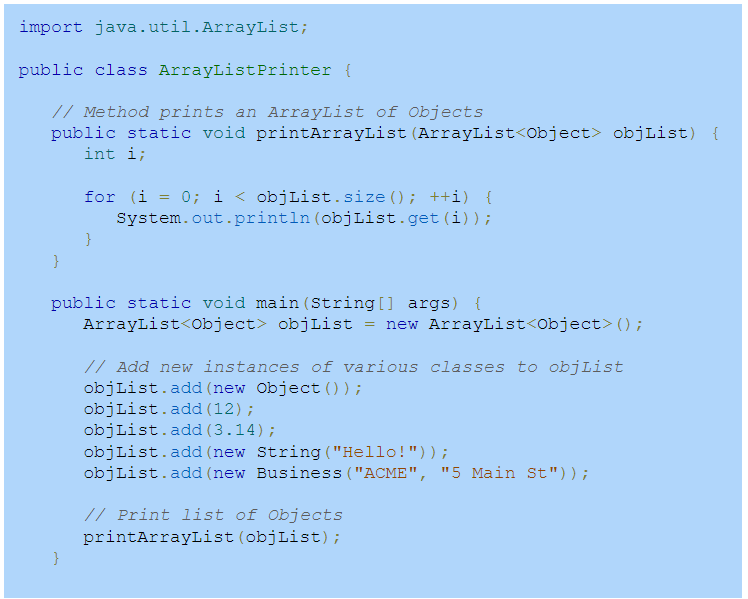 import java.util.ArrayList;
public class ArrayListPrinter {
// Method prints an ArrayList of Objects
public static void printArrayList(ArrayList<Object> objList) {
int i;
for (i = 0; i < objList.size(); ++i) {
System.out.println(objList.get(i));
}
}
public static void main(String[] args) {
ArrayList<Object> objList = new ArrayList<Object>();
// Add new instances of various classes to objList
objList.add(new Object());
objList.add(12);
objList.add(3.14);
objList.add(new String("Hello!"));
objList.add(new Business("ACME", "5 Main St"));
// Print list of Objects
printArrayList(objList);
}